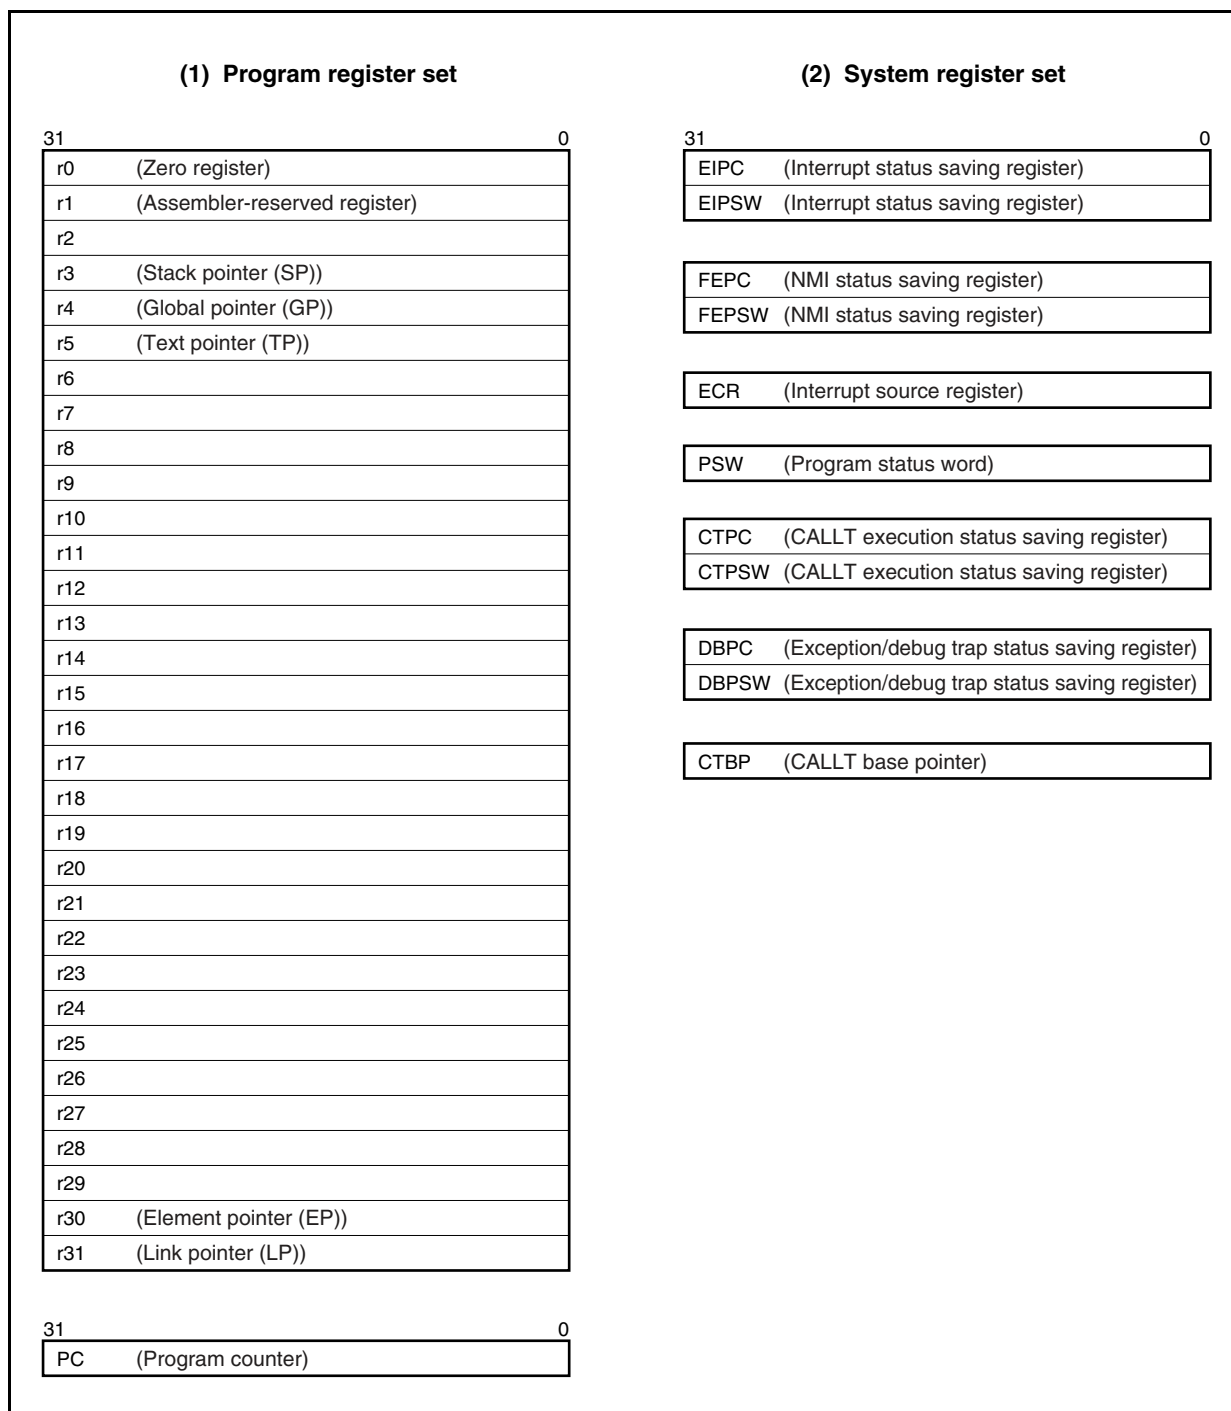 (1) Program register set
31 0
r0 (Zero register)
r1 (Assembler-reserved register)
r2
r3 (Stack pointer (SP))
r4 (Global pointer (GP))
r5 (Text pointer (TP))
r6
r7
r8
r9
r10
r11
r12
r13
r14
r15
r16
r17
r18
r19
r20
r21
r22
r23
r24
r25
r26
r27
r28
r29
r30 (Element pointer (EP))
r31 (Link pointer (LP))
31 0
PC (Program counter)
(2) System register set
31 0
EIPC (Interrupt status saving register)
EIPSW (Interrupt status saving register)
FEPC (NMI status saving register)
FEPSW (NMI status saving register)
ECR (Interrupt source register)
PSW (Program status word)
CTPC (CALLT execution status saving register)
CTPSW (CALLT execution status saving register)
DBPC (Exception/debug trap status saving register)
DBPSW (Exception/debug trap status saving register)
CTBP (CALLT base pointer)